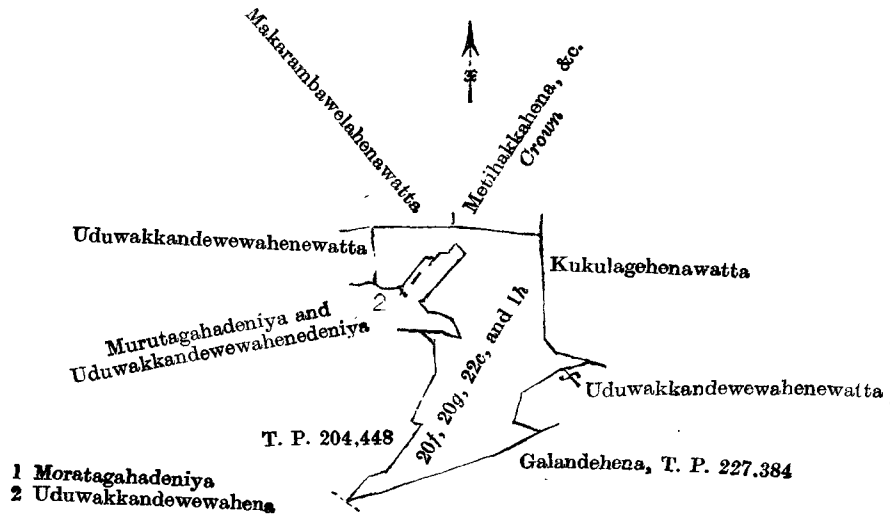 Makarambawelahenawatta
Metihakkahena, &c.
Crown
Uduwakkandewewahenewatta
Kukulagehenawatta
2
Murutagahadeniya and
Uduwakkandewewahenedeniya
20f, 20g, 22c, and 1h
Uduwakkandewewahenewatta
T. P. 204,448
Galandehena, T. P. 227,384
1 Moratagahadeniya
2 Uduwakkandewewahena